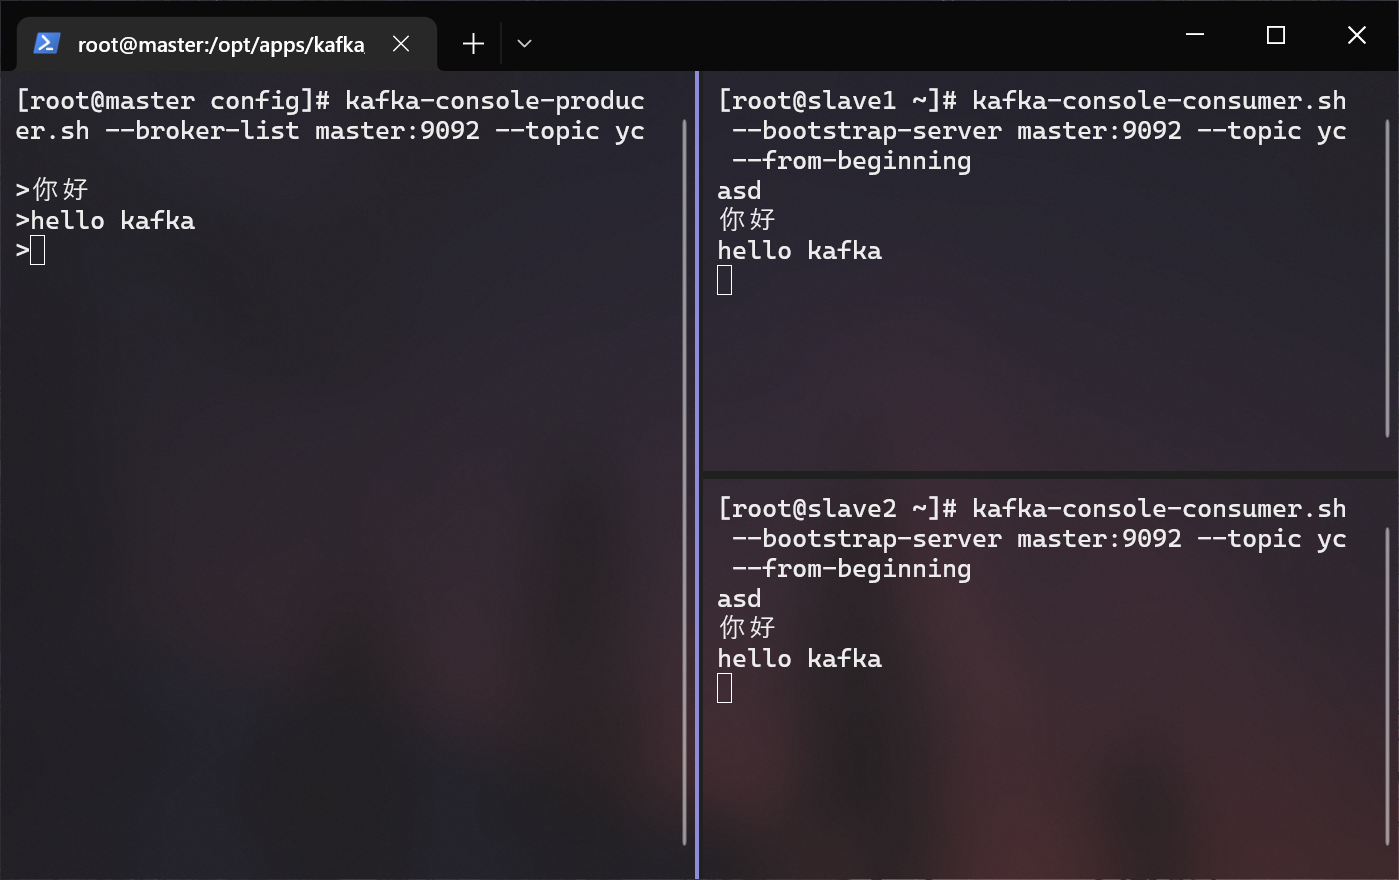 root@master:/opt/apps/kafka
[root@master config]# kafka-console-produc
er.sh --broker-list master:9092 --topic yc
>你好
>hello kafka
>
[root@slave1 ~]# kafka-console-consumer.sh
--bootstrap-server master:9092 --topic yc
--from-beginning
asd
你好
hello kafka
[root@slave2 ~]# kafka-console-consumer.sh
--bootstrap-server master:9092 --topic yc
--from-beginning
asd
你好
hello kafka